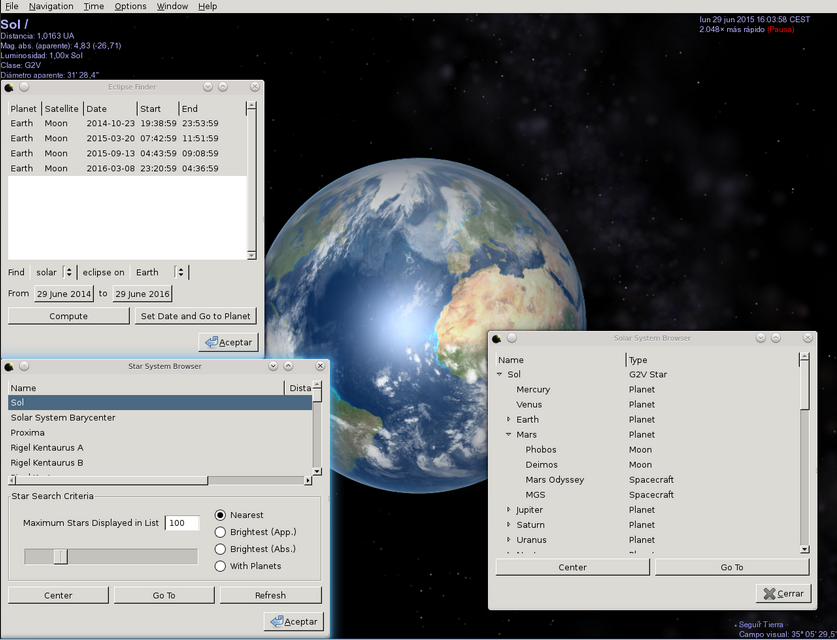 File Navigation Time Options Window Help
Sol /
Distancia: 1,0163 UA
Mag. abs. (aparente): 4,83 (-26,71)
Luminosidad: 1,00x Sol
Clase: G2V
Diámetro aparente: 31' 28,4"
lun 29 jun 2015 16:03:58 CEST
2.048× más rápido (Pausa)
Eclipse Finder
Planet Satellite Date Start End
Earth Moon 2014-10-23 19:38:59 23:53:59
Earth Moon 2015-03-20 07:42:59 11:51:59
Earth Moon 2015-09-13 04:43:59 09:08:59
Earth Moon 2016-03-08 23:20:59 04:36:59
Find solar eclipse on Earth
From 29 June 2014 to 29 June 2016
Compute Set Date and Go to Planet
Aceptar
Star System Browser
Name Dista
Sol
Solar System Barycenter
Proxima
Rigel Kentaurus A
Rigel Kentaurus B
Star Search Criteria
Maximum Stars Displayed in List 100
Nearest
Brightest (App.)
Brightest (Abs.)
With Planets
Center Go To Refresh
Aceptar
Solar System Browser
Name Type
Sol G2V Star
Mercury Planet
Venus Planet
Earth Planet
Mars Planet
Phobos Moon
Deimos Moon
Mars Odyssey Spacecraft
MGS Spacecraft
Jupiter Planet
Saturn Planet
Uranus Planet
Center Go To
Cerrar
Seguir Tierra
Campo visual: 35° 05' 29,5